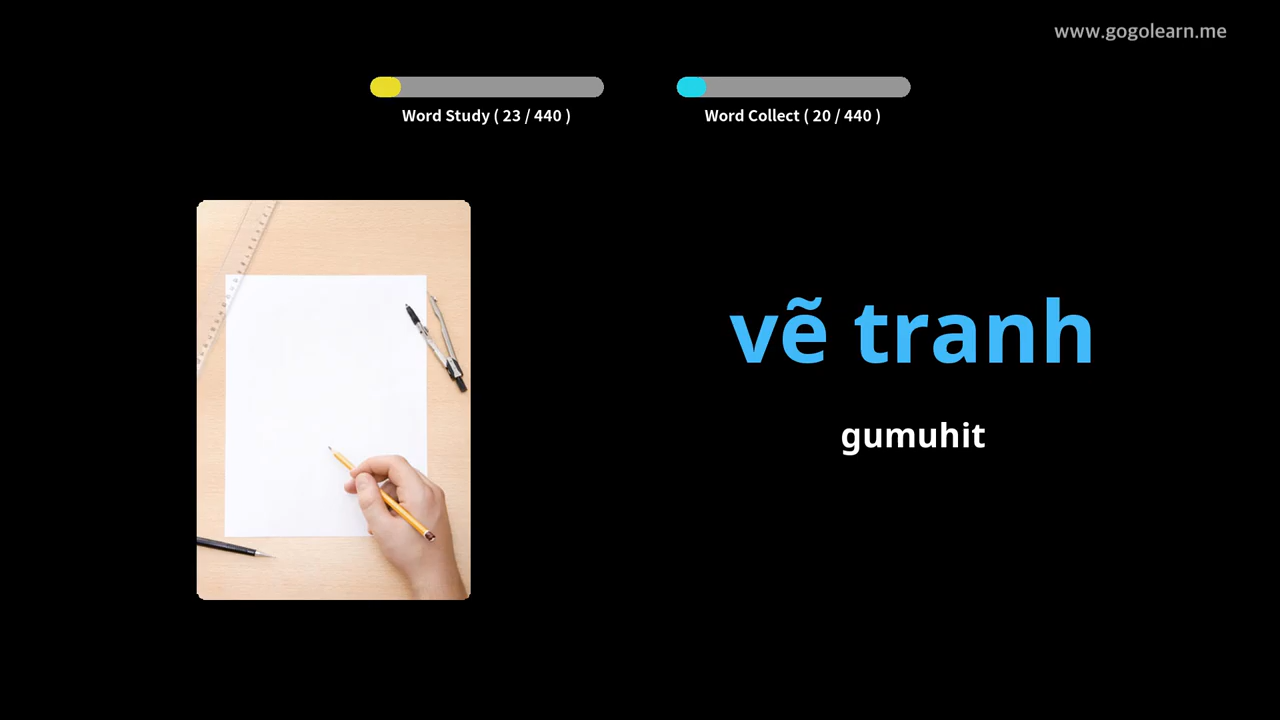 www.gogolearn.me
Word Study ( 23 / 440 )
Word Collect ( 20 / 440 )
vẽ tranh
gumuhit